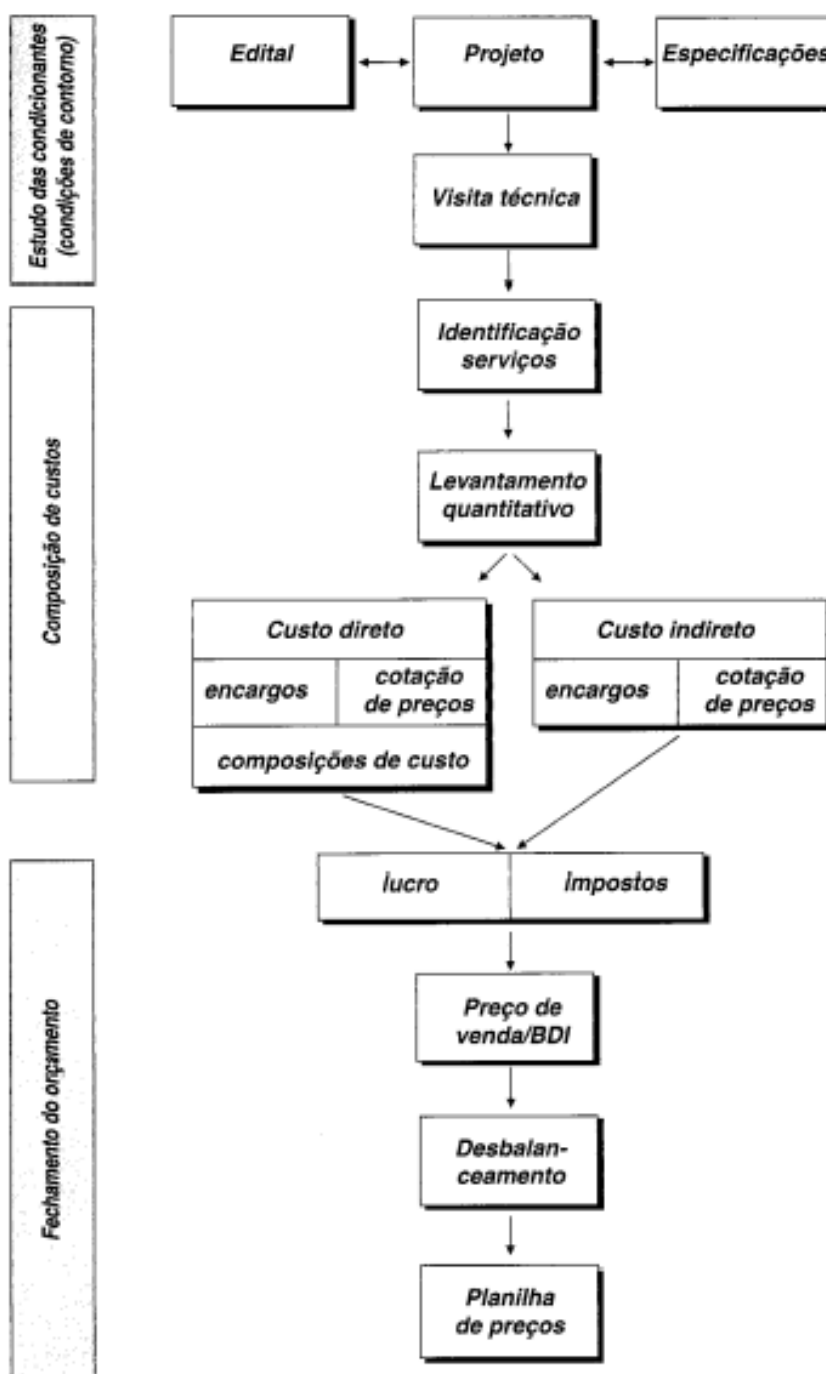 Estudo das condicionantes
(condições de contorno)
Edital
Projeto
Especificações
Visita técnica
Composição de custos
Identificação
serviços
Levantamento
quantitativo
Custo direto
encargos
cotação
de preços
composições de custo
Custo indireto
encargos
cotação
de preços
Fechamento do orçamento
lucro
impostos
Preço de
venda/BDI
Desbalan-
ceamento
Planilha
de preços